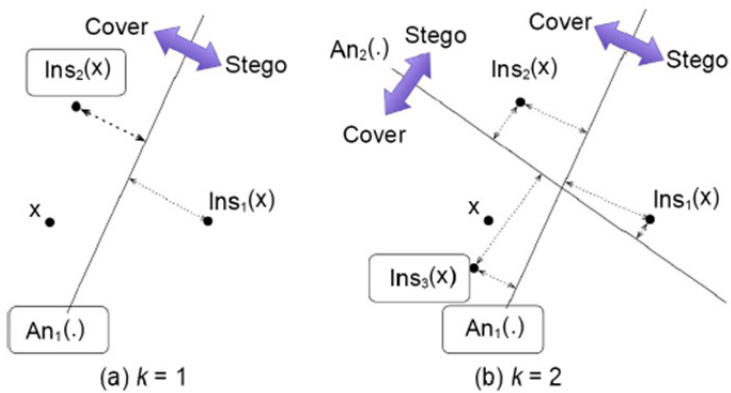 Cover
Stego
Ins₂(x)
x
Ins₁(x)
An₁(.)
(a) k = 1
An₂(.)
Stego
Cover
Ins₂(x)
Cover
Stego
x
Ins₁(x)
Ins₃(x)
An₁(.)
(b) k = 2